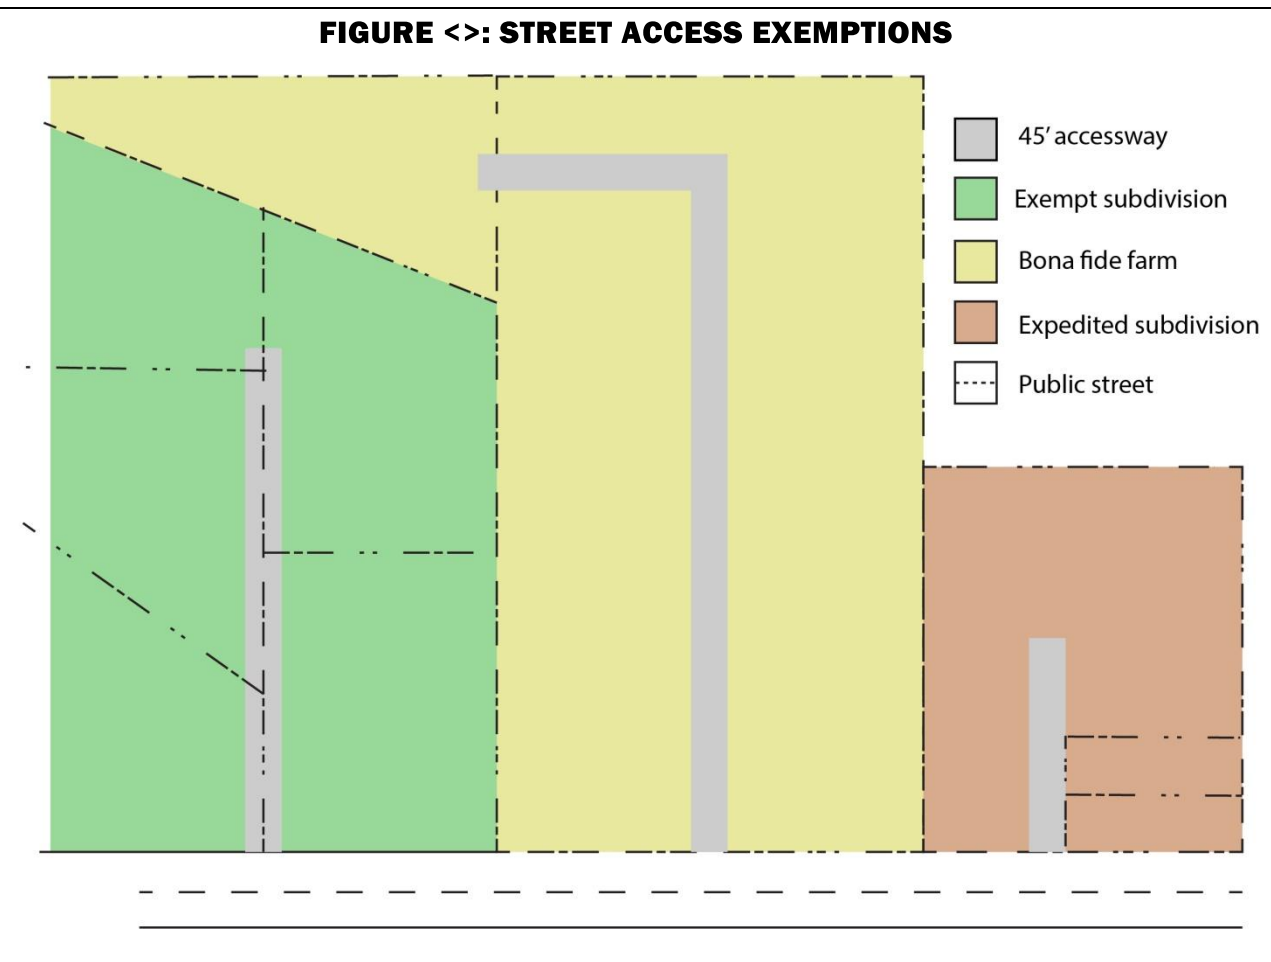 FIGURE <>: STREET ACCESS EXEMPTIONS
45' accessway
Exempt subdivision
Bona fide farm
Expedited subdivision
Public street